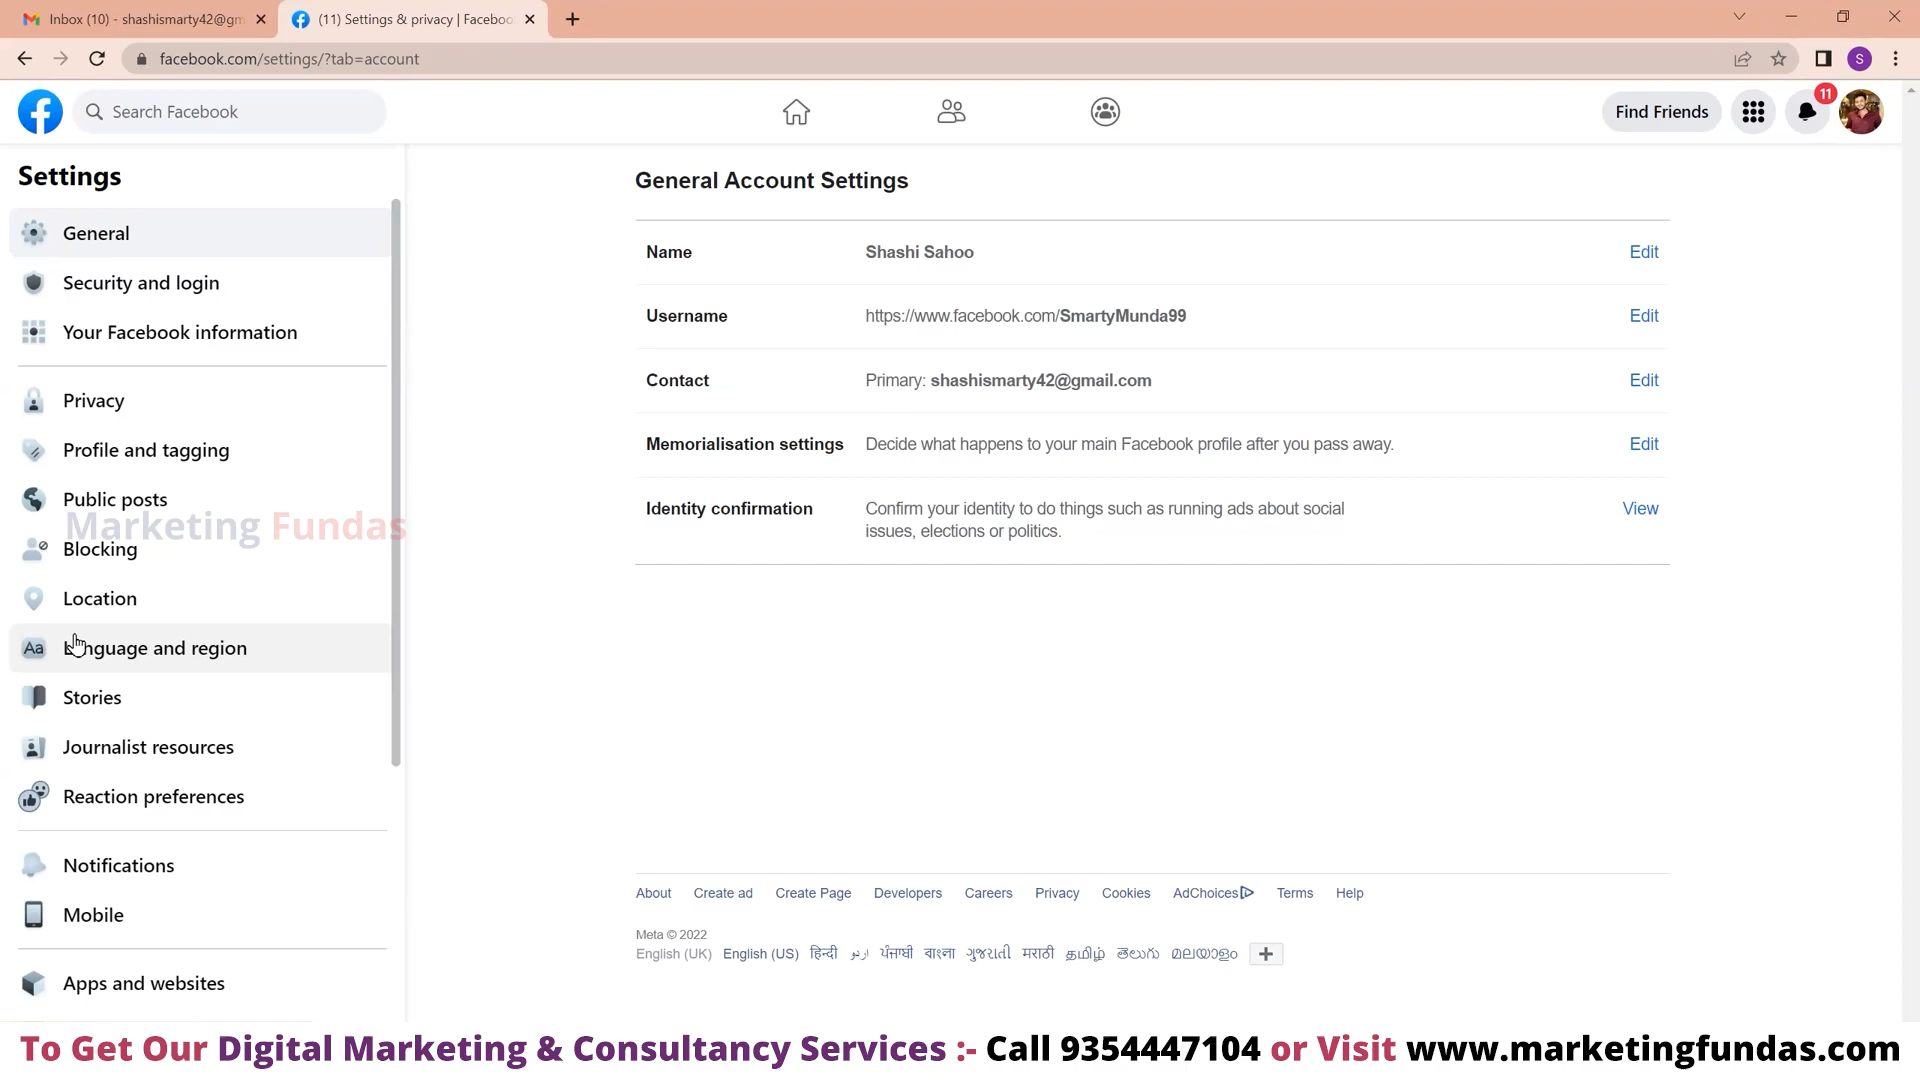 Inbox (10) - shashismarty42@gm
(11) Settings & privacy | Faceboo
facebook.com/settings/?tab=account
S
Search Facebook
Find Friends
11
Settings
General
Security and login
Your Facebook information
Privacy
Profile and tagging
Public posts
Marketing Fundas
Blocking
Location
Aa Language and region
Stories
Journalist resources
Reaction preferences
Notifications
Mobile
Apps and websites
General Account Settings
Name Shashi Sahoo Edit
Username https://www.facebook.com/SmartyMunda99 Edit
Contact Primary: shashismarty42@gmail.com Edit
Memorialisation settings Decide what happens to your main Facebook profile after you pass away. Edit
Identity confirmation Confirm your identity to do things such as running ads about social View
issues, elections or politics.
About Create ad Create Page Developers Careers Privacy Cookies AdChoices Terms Help
Meta © 2022
English (UK) English (US) हिन्दी اردو ਪੰਜਾਬੀ বাংলা ગુજરાતી मराठी தமிழ் తెలుగు മലയാളം
To Get Our Digital Marketing & Consultancy Services :- Call 9354447104 or Visit www.marketingfundas.com